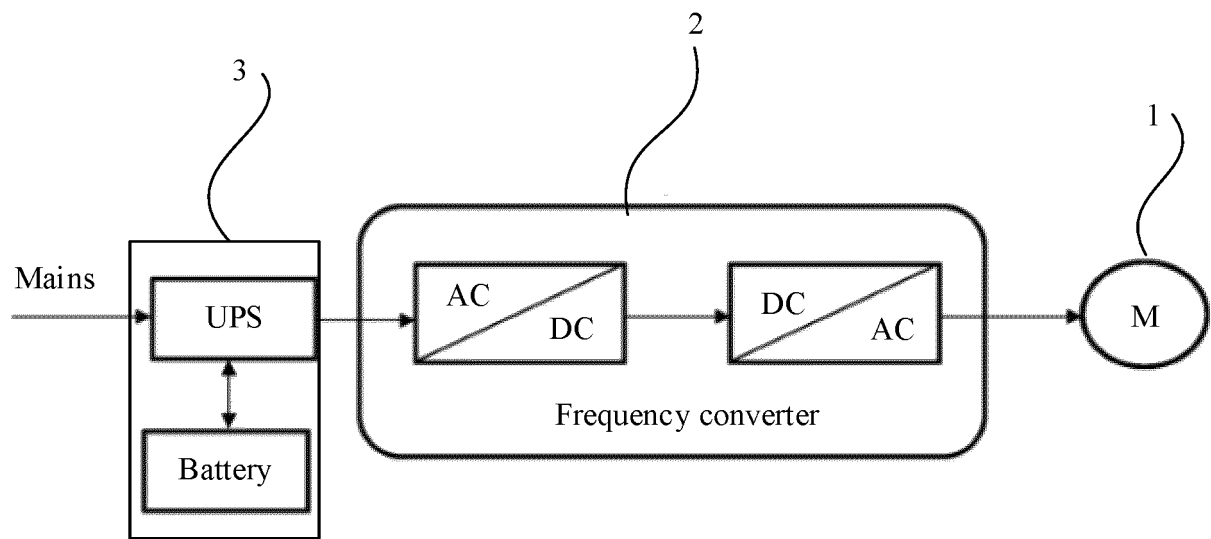 2
3
1
Mains
UPS
AC
DC
DC
AC
M
Frequency converter
Battery